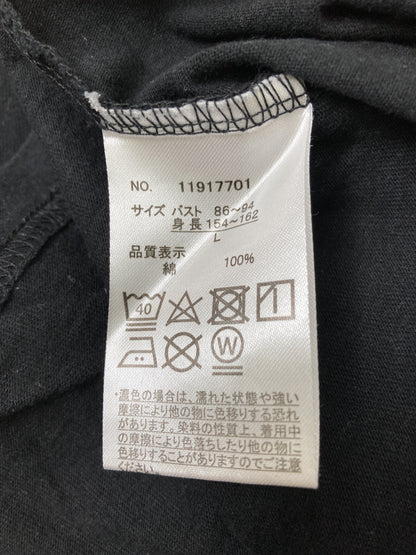 NO. 11917701
サイズ バスト 86~94
身長 154~162
L
品質表示
綿 100%
40
W
・濃色の場合は、濡れた状態や強い
摩擦により他の物に色移りする恐れ
があります。染料の性質上、着用中
の摩擦により色落ちしたり他の物に
色移りすることがありますのでご注意
ください。